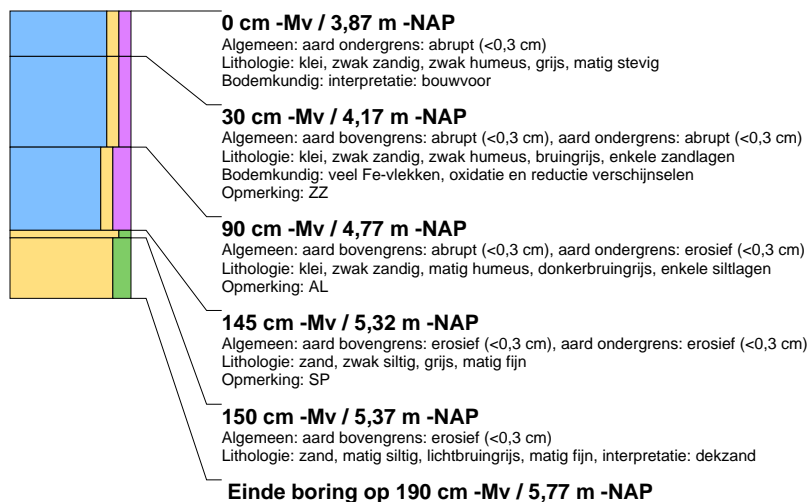 0 cm -Mv / 3,87 m -NAP
Algemeen: aard ondergrens: abrupt (<0,3 cm)
Lithologie: klei, zwak zandig, zwak humeus, grijs, matig stevig
Bodemkundig: interpretatie: bouwvoor
30 cm -Mv / 4,17 m -NAP
Algemeen: aard bovengrens: abrupt (<0,3 cm), aard ondergrens: abrupt (<0,3 cm)
Lithologie: klei, zwak zandig, zwak humeus, bruingrijs, enkele zandlagen
Bodemkundig: veel Fe-vlekken, oxidatie en reductie verschijnselen
Opmerking: ZZ
90 cm -Mv / 4,77 m -NAP
Algemeen: aard bovengrens: abrupt (<0,3 cm), aard ondergrens: erosief (<0,3 cm)
Lithologie: klei, zwak zandig, matig humeus, donkerbruingrijs, enkele siltlagen
Opmerking: AL
145 cm -Mv / 5,32 m -NAP
Algemeen: aard bovengrens: erosief (<0,3 cm), aard ondergrens: erosief (<0,3 cm)
Lithologie: zand, zwak siltig, grijs, matig fijn
Opmerking: SP
150 cm -Mv / 5,37 m -NAP
Algemeen: aard bovengrens: erosief (<0,3 cm)
Lithologie: zand, matig siltig, lichtbruingrijs, matig fijn, interpretatie: dekzand
Einde boring op 190 cm -Mv / 5,77 m -NAP